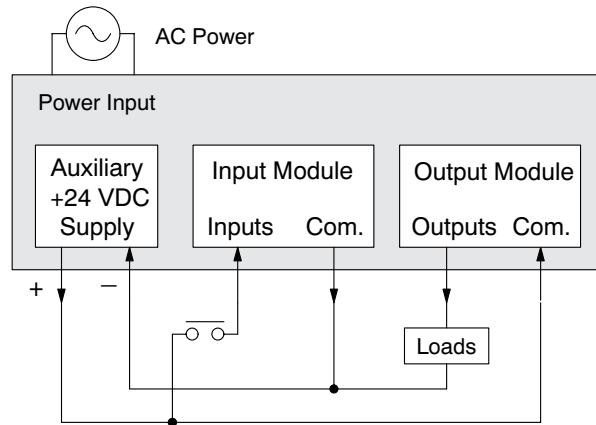 AC Power
Power Input
Auxiliary
+24 VDC
Supply
Input Module
Inputs Com.
Output Module
Outputs Com.
+ −
Loads